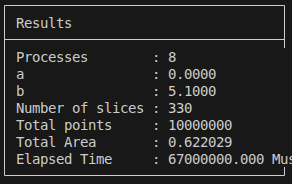 Results
Processes : 8
a : 0.0000
b : 5.1000
Number of slices : 330
Total points : 10000000
Total Area : 0.622029
Elapsed Time : 67000000.000 Mus